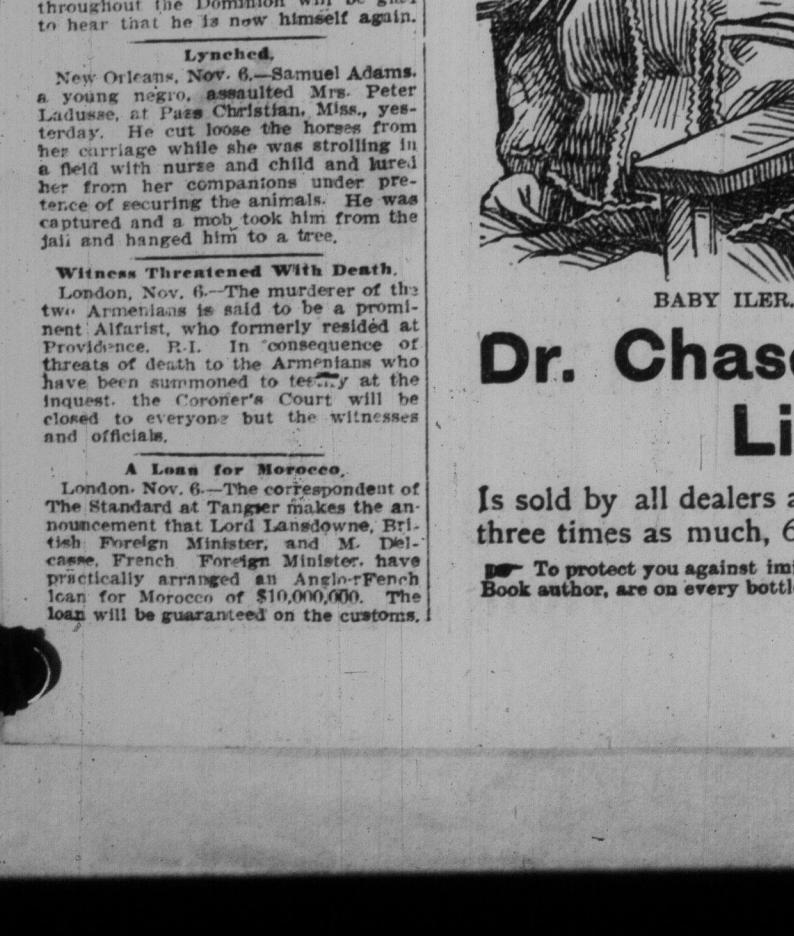 throughout the Dominion will be glad
to hear that he is now himself again.
Lynched.
New Orleans, Nov. 6.—Samuel Adams,
a young negro, assaulted Mrs. Peter
Ladusse, at Pass Christian, Miss., yes-
terday. He cut loose the horses from
her carriage while she was strolling in
a field with nurse and child and lured
her from her companions under pre-
tence of securing the animals. He was
captured and a mob took him from the
jail and hanged him to a tree.
Witness Threatened With Death.
London, Nov. 6.—The murderer of the
two Armenians is said to be a promi-
nent Alfarist, who formerly resided at
Providence, R.I. In consequence of
threats of death to the Armenians who
have been summoned to testify at the
inquest, the Coroner's Court will be
closed to everyone but the witnesses
and officials.
A Loan for Morocco.
London, Nov. 6.—The correspondent of
The Standard at Tangier makes the an-
nouncement that Lord Lansdowne, Bri-
tish Foreign Minister, and M. Del-
casse, French Foreign Minister, have
practically arranged an Anglo-rFench
loan for Morocco of $10,000,000. The
loan will be guaranteed on the customs.
BABY ILER.
Dr. Chase
Li
Is sold by all dealers a
three times as much, 6
☛ To protect you against imi
Book author, are on every bottl